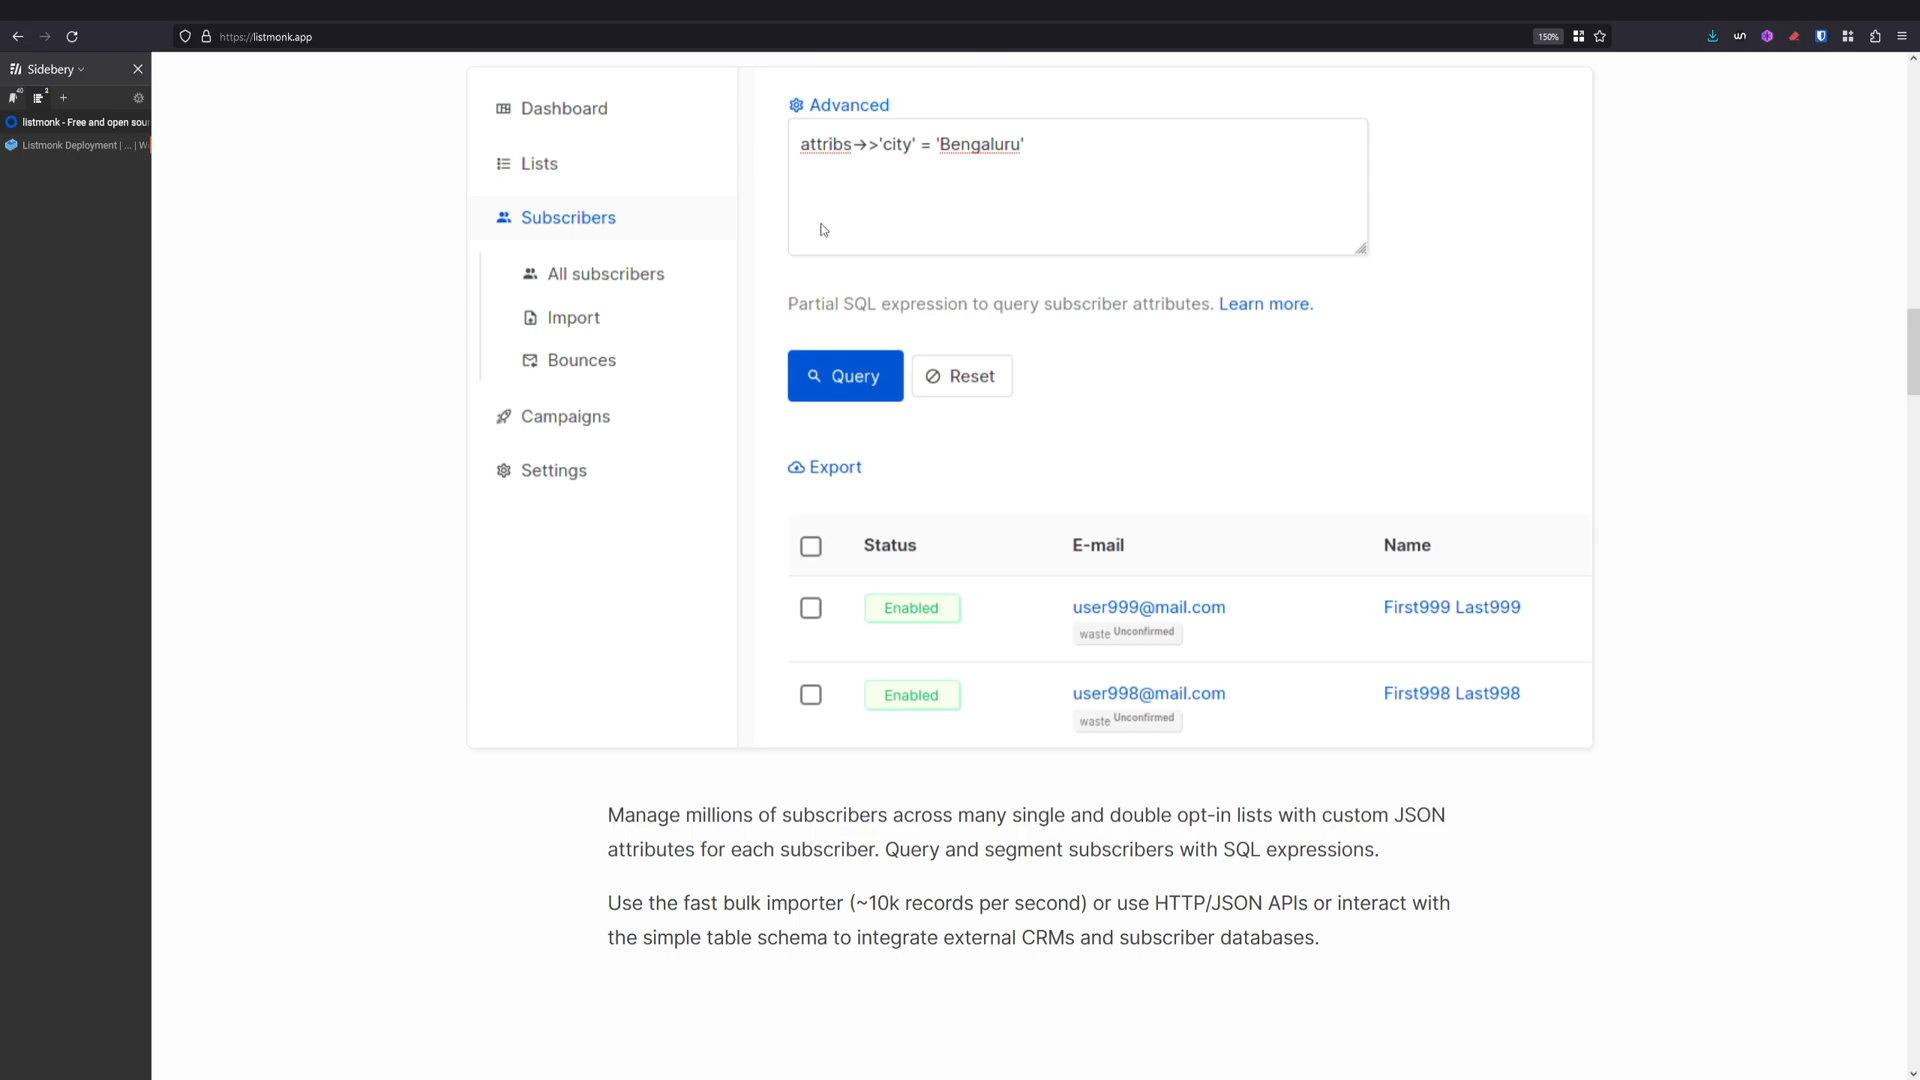 https://listmonk.app
150%
Sidebery
40
2
listmonk - Free and open sour
Listmonk Deployment | ... | W
Dashboard
Lists
Subscribers
All subscribers
Import
Bounces
Campaigns
Settings
Advanced
attribs->>'city' = 'Bengaluru'
Partial SQL expression to query subscriber attributes. Learn more.
Query
Reset
Export
Status E-mail Name
Enabled user999@mail.com First999 Last999
waste Unconfirmed
Enabled user998@mail.com First998 Last998
waste Unconfirmed
Manage millions of subscribers across many single and double opt-in lists with custom JSON
attributes for each subscriber. Query and segment subscribers with SQL expressions.
Use the fast bulk importer (~10k records per second) or use HTTP/JSON APIs or interact with
the simple table schema to integrate external CRMs and subscriber databases.